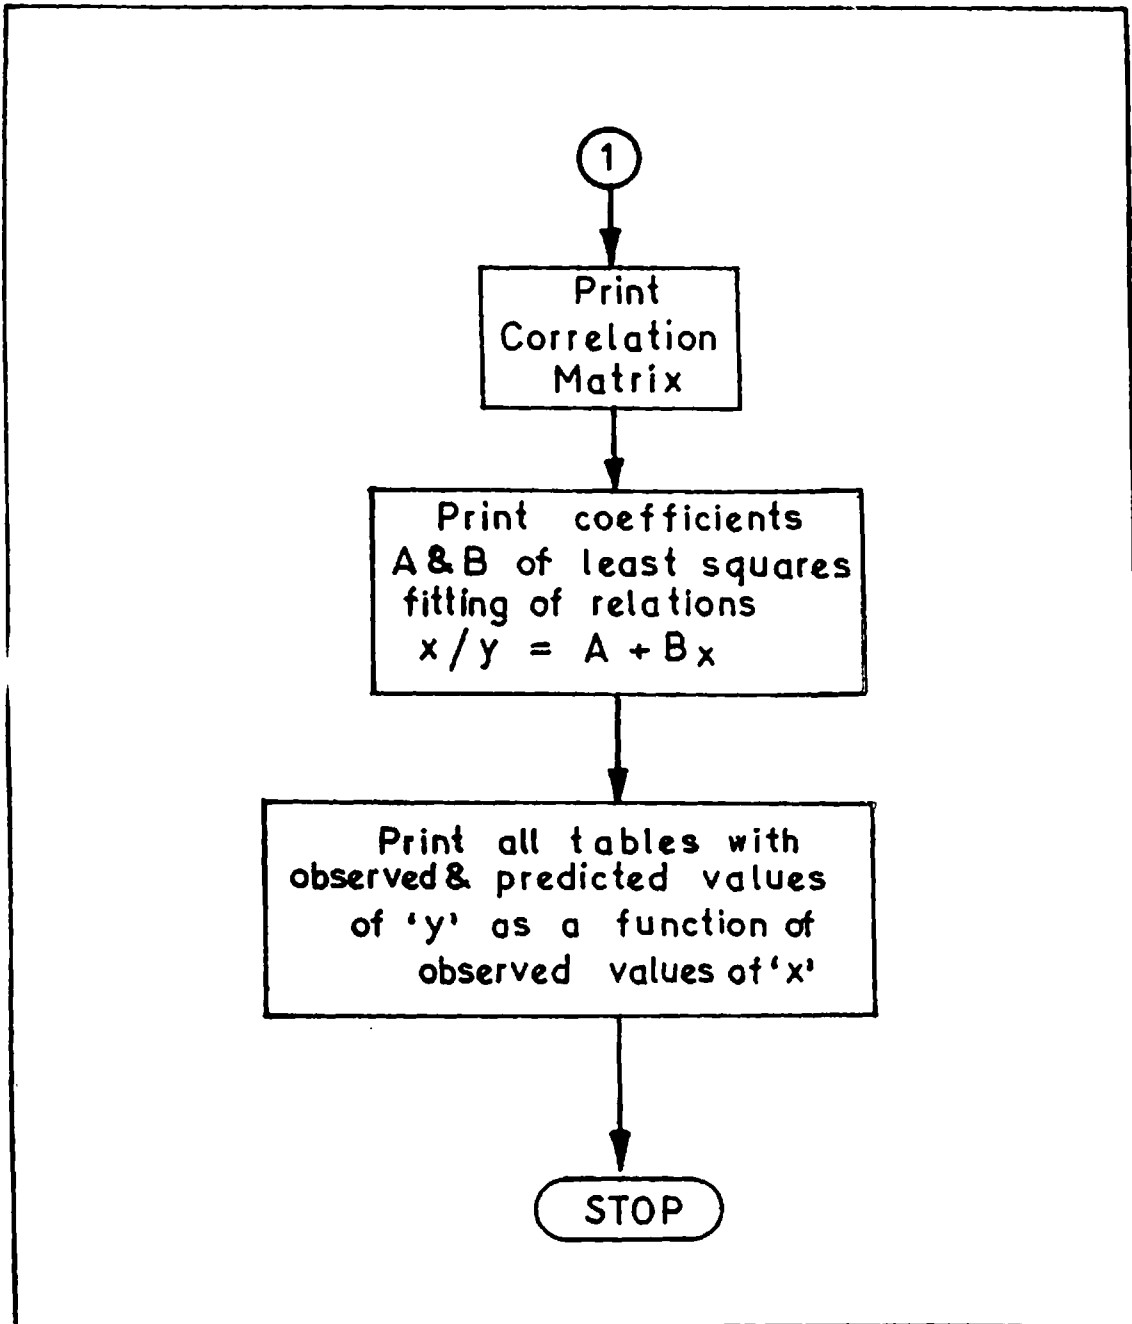 1
Print
Correlation
Matrix
Print coefficients
A & B of least squares
fitting of relations
x / y = A + Bx
Print all tables with
observed & predicted values
of ‘y’ as a function of
observed values of ‘x’
STOP